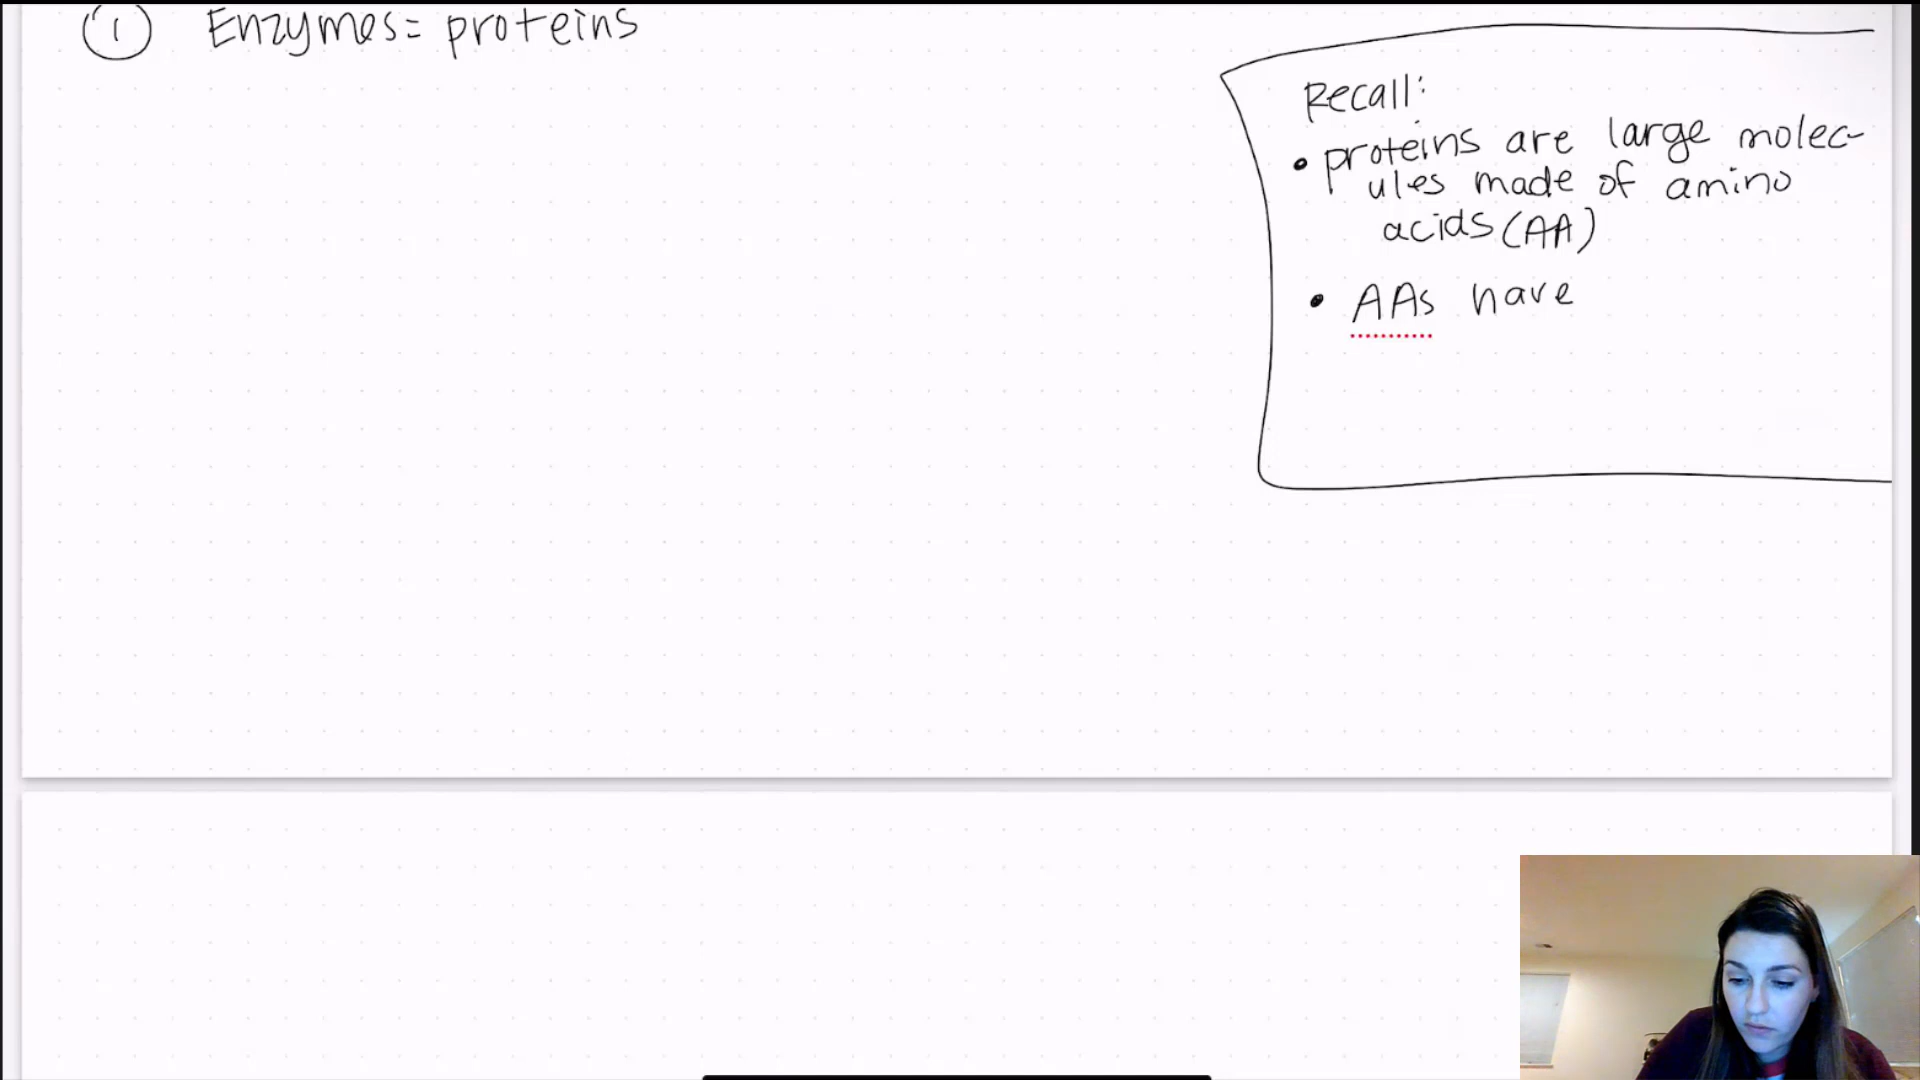 1 Enzymes= proteins
Recall:
• proteins are large molec-
ules made of amino
acids (AA)
• AAs have